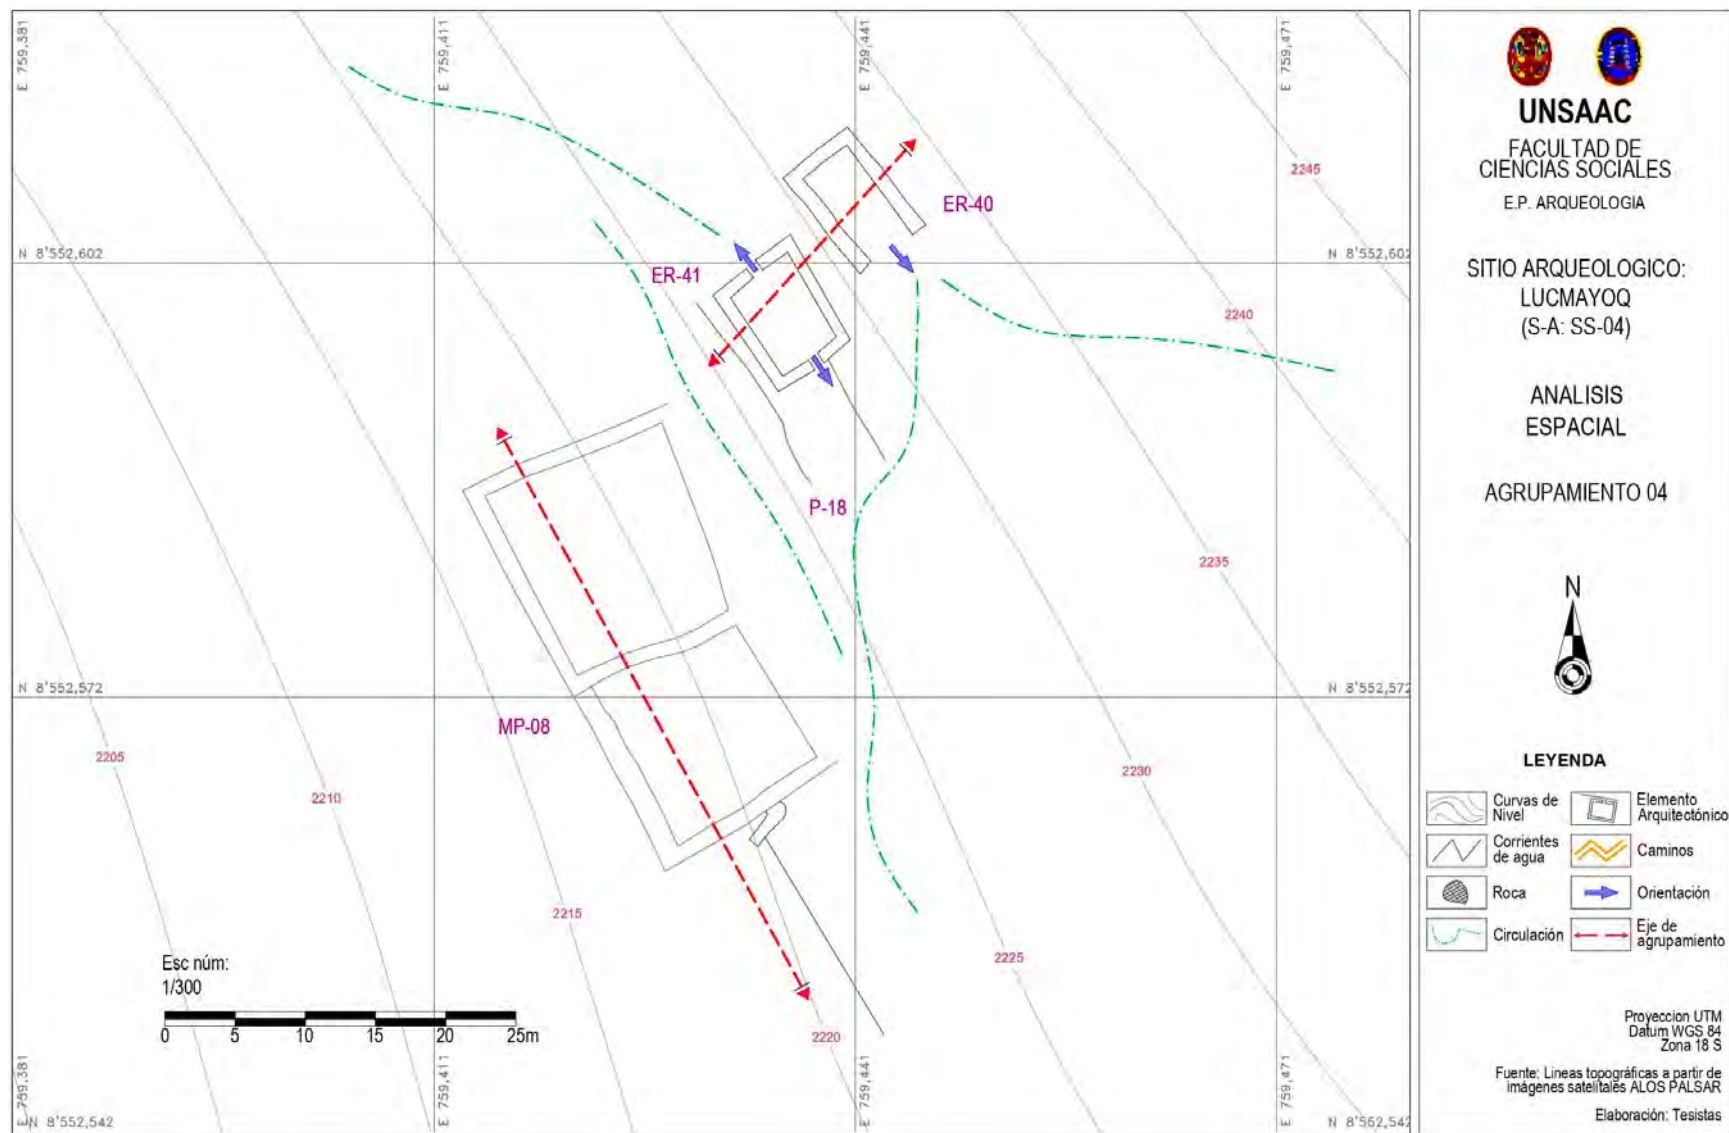 E 759,381
E 759,411
E 759,441
E 759,471
2245
ER-40
N 8'552,602
N 8'552,602
ER-41
2240
P-18
2235
N 8'552,572
N 8'552,572
MP-08
2205
2230
2210
2215
2225
2220
Esc núm:
1/300
0 5 10 15 20 25m
E 759,381
E 759,411
E 759,441
E 759,471
N 8'552,542
N 8'552,542
UNSAAC
FACULTAD DE
CIENCIAS SOCIALES
E.P. ARQUEOLOGIA
SITIO ARQUEOLOGICO:
LUCMAYOQ
(S-A: SS-04)
ANALISIS
ESPACIAL
AGRUPAMIENTO 04
N
LEYENDA
Curvas de
Nivel
Elemento
Arquitectónico
Corrientes
de agua
Caminos
Roca
Orientación
Circulación
Eje de
agrupamiento
Proyeccion UTM
Datum WGS 84
Zona 18 S
Fuente: Lineas topográficas a partir de
imágenes satelitales ALOS PALSAR
Elaboración: Tesistas